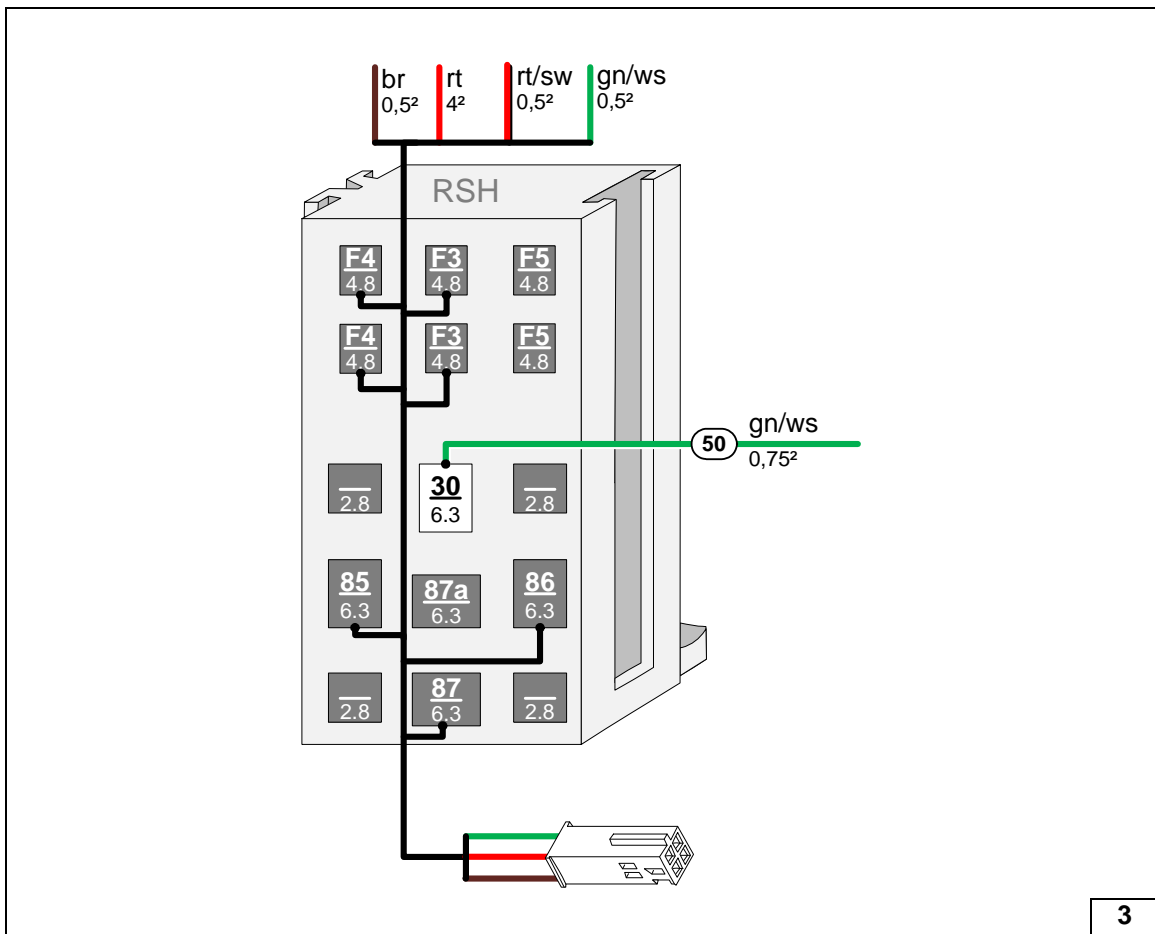 br rt rt/sw gn/ws
0,5² 4² 0,5² 0,5²
RSH
F4 F3 F5
4.8 4.8 4.8
F4 F3 F5
4.8 4.8 4.8
50 gn/ws
0,75²
30
2.8 6.3 2.8
85 87a 86
6.3 6.3 6.3
87
2.8 6.3 2.8
3